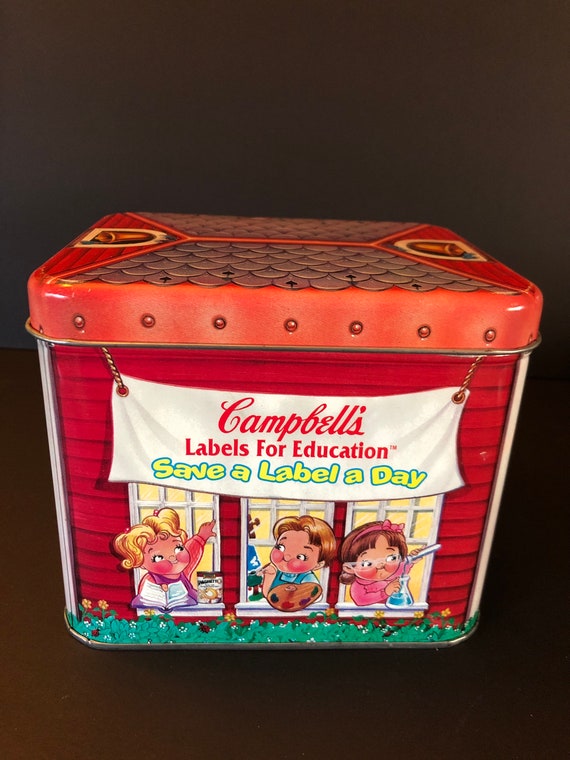 Campbell's
Labels For Education™
Save a Label a Day